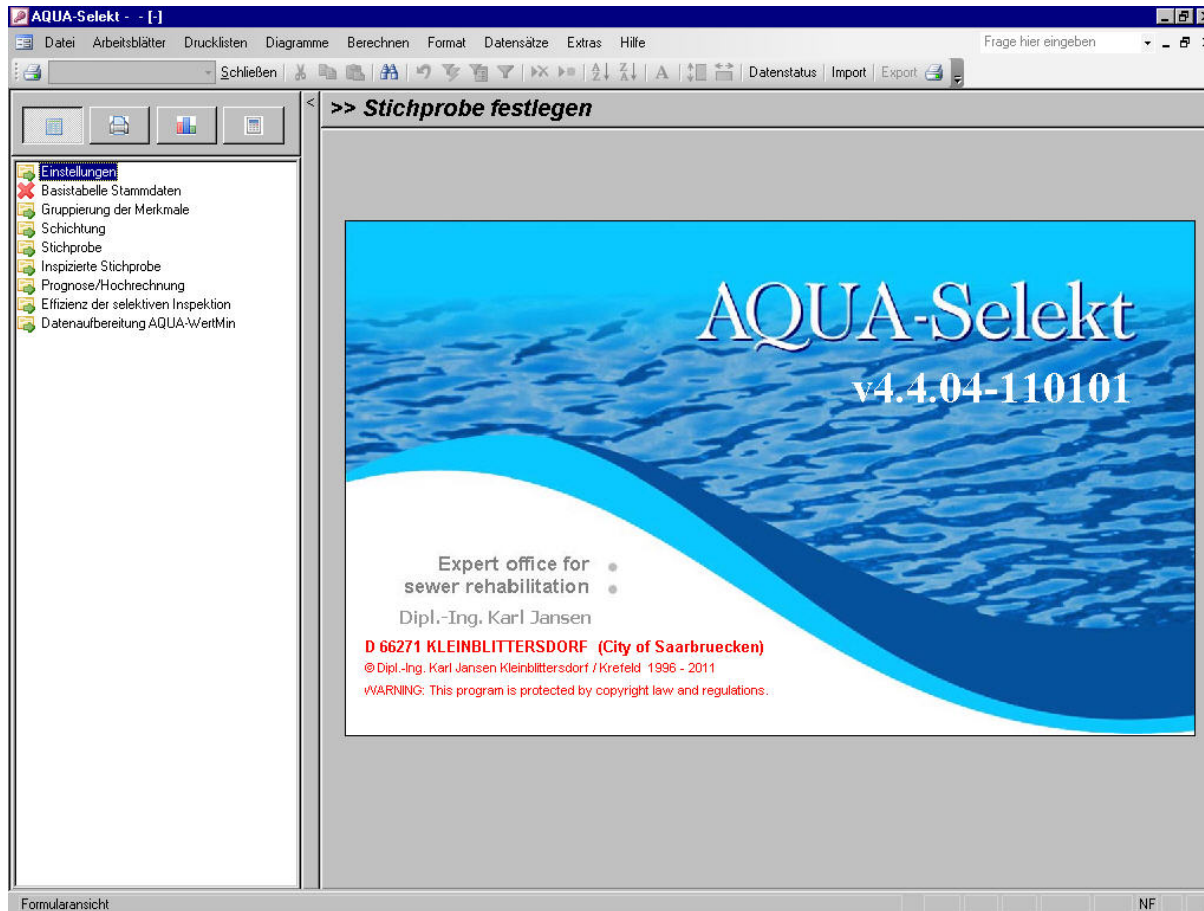 AQUA-Selekt - - [-]
Datei Arbeitsblätter Drucklisten Diagramme Berechnen Format Datensätze Extras Hilfe Frage hier eingeben
Schließen Datenstatus Import Export
< >> Stichprobe festlegen
Einstellungen
Basistabelle Stammdaten
Gruppierung der Merkmale
Schichtung
Stichprobe
Inspizierte Stichprobe
Prognose/Hochrechnung
Effizienz der selektiven Inspektion
Datenaufbereitung AQUA-WertMin
AQUA-Selekt
v4.4.04-110101
Expert office for
sewer rehabilitation
Dipl.-Ing. Karl Jansen
D 66271 KLEINBLITTERSDORF (City of Saarbruecken)
© Dipl.-Ing. Karl Jansen Kleinblittersdorf / Krefeld 1996 - 2011
WARNING: This program is protected by copyright law and regulations.
Formularansicht NF